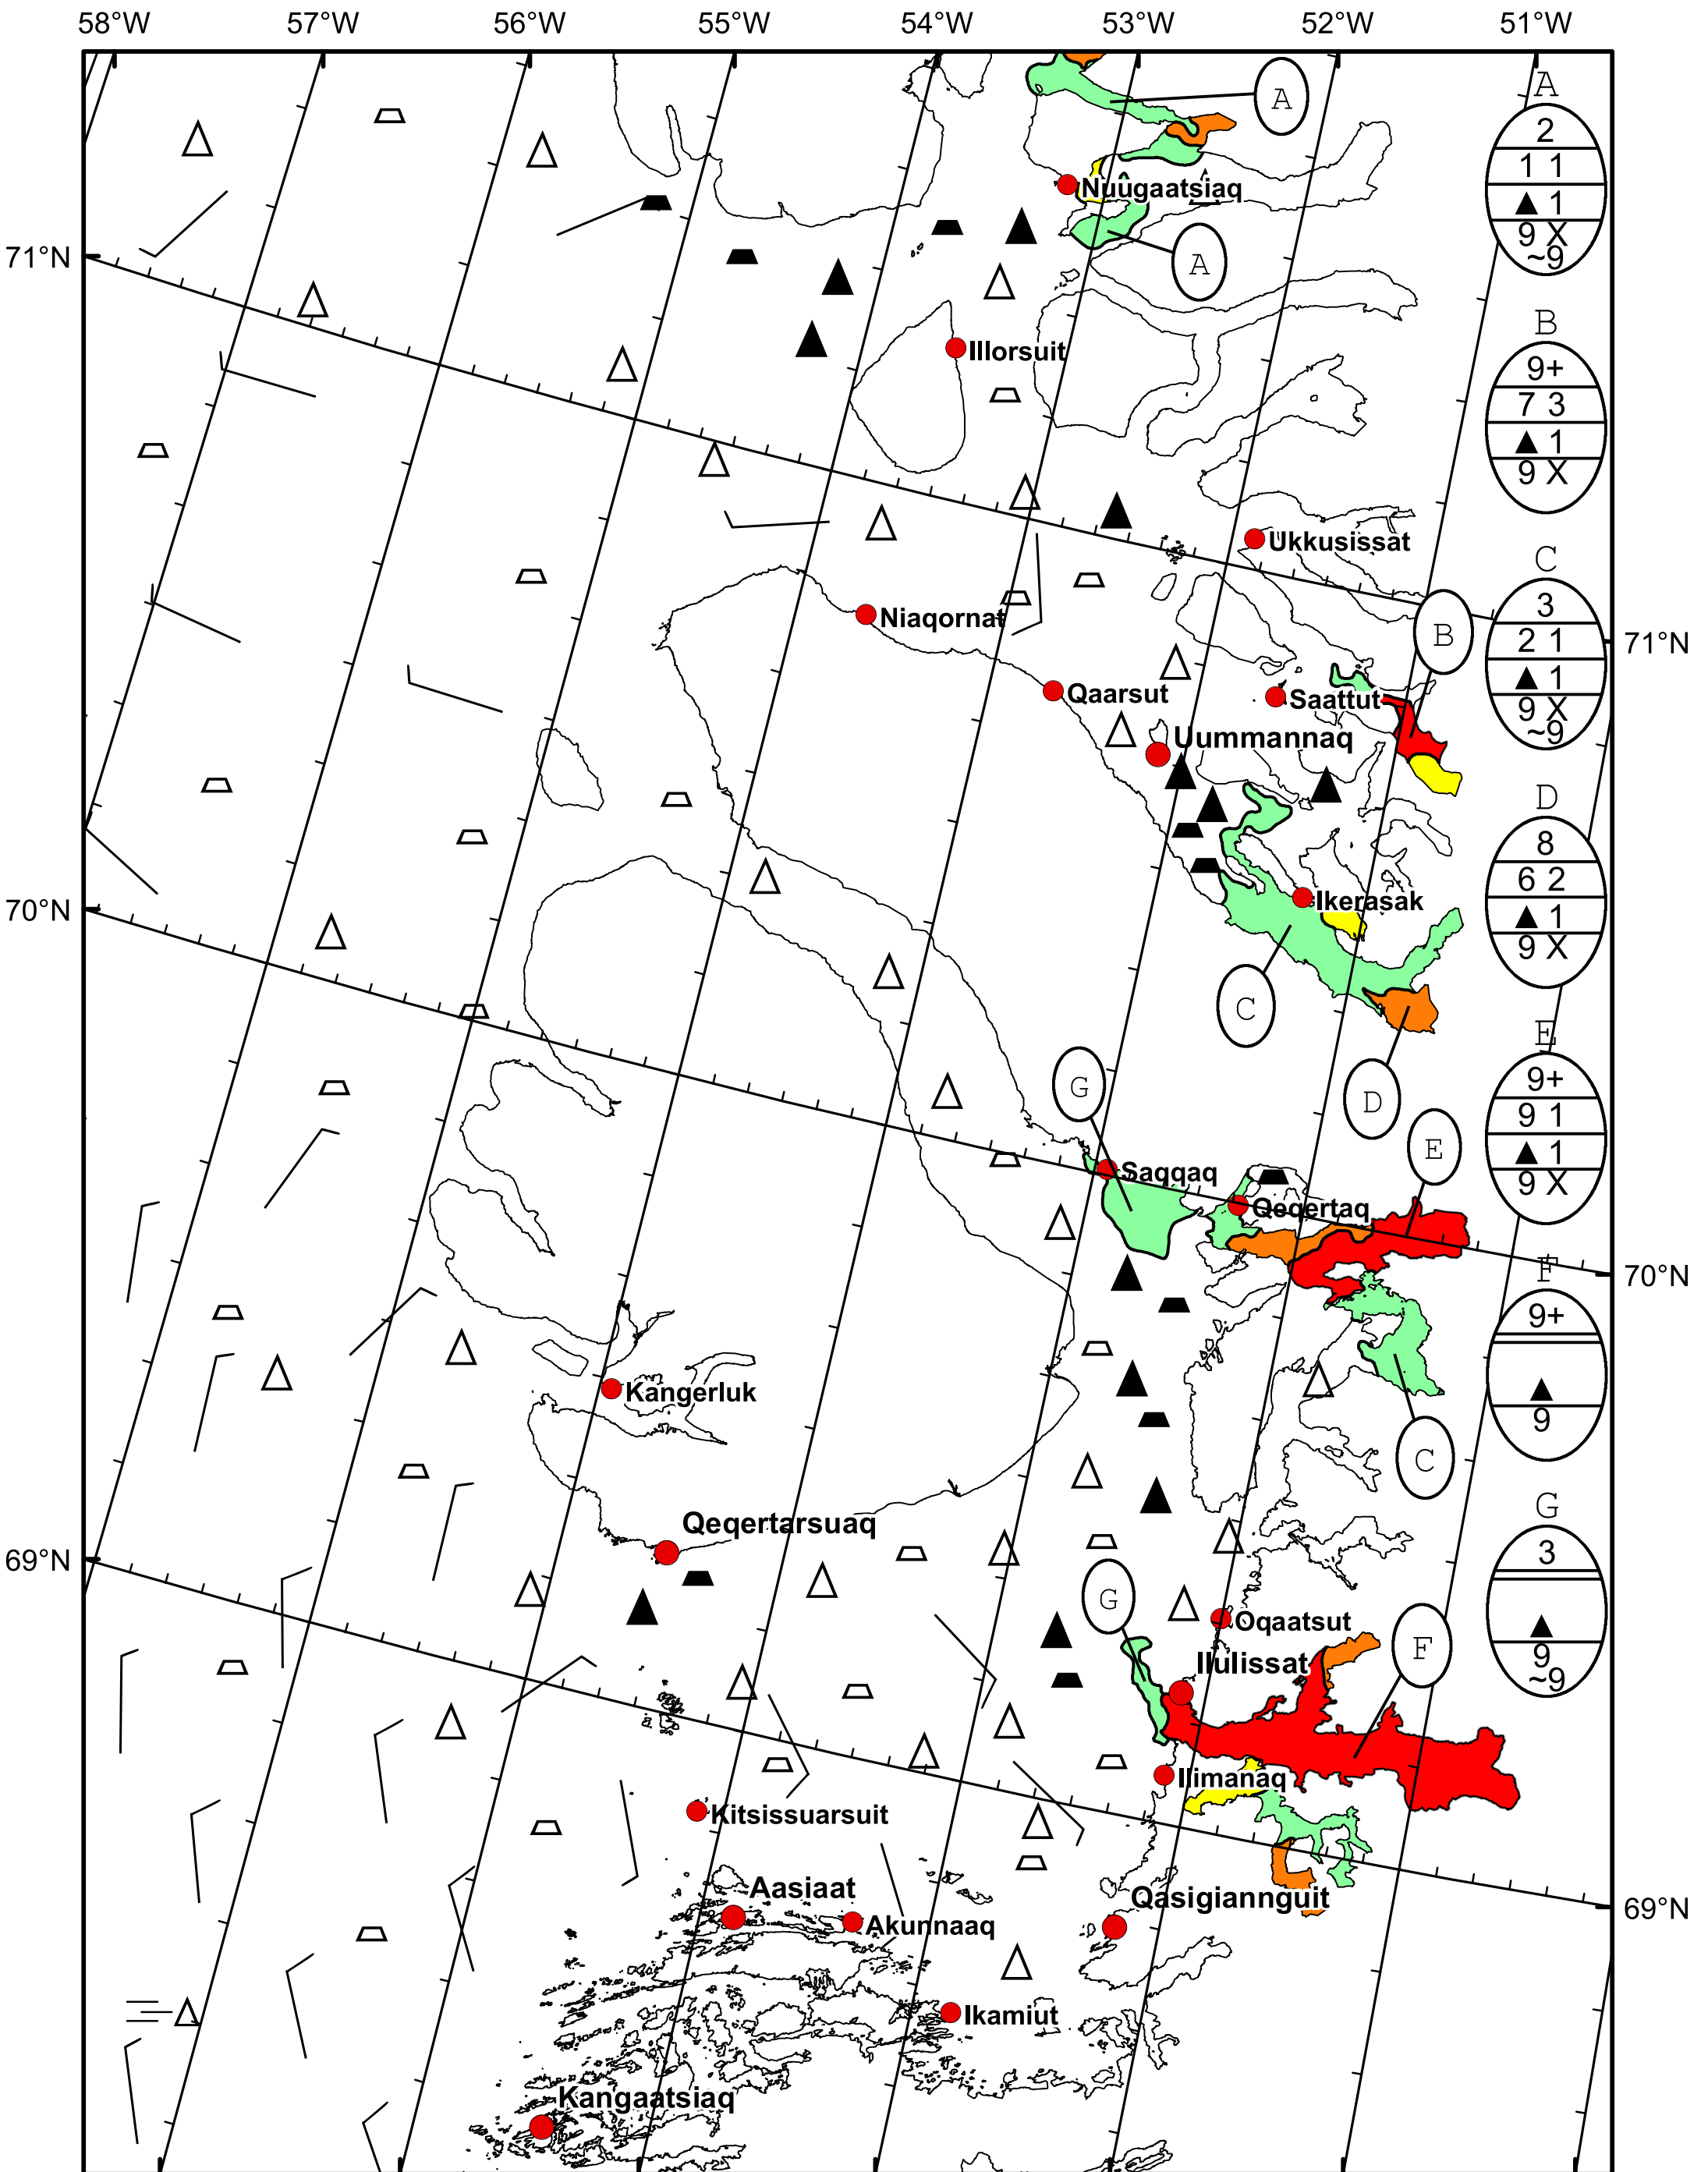 58°W 57°W 56°W 55°W 54°W 53°W 52°W 51°W
A
A
2
1 1
▲ 1
9 X
~9
Nuugaatsiaq
A
71°N
B
9+
7 3
▲ 1
9 X
Illorsuit
Ukkusissat
C
3
2 1
▲ 1
9 X
~9
Niaqornat
B
71°N
Qaarsut
Saattut
Uummannaq
D
8
6 2
▲ 1
9 X
Ikerasak
70°N
C
D
E
9+
9 1
▲ 1
9 X
G
E
Saqqaq
Qeqertaq
70°N
F
9+
▲
9
Kangerluk
C
G
3
▲
9
~9
Qeqertarsuaq
69°N
G
Oqaatsut
F
Ilulissat
Ilimanaq
Kitsissuarsuit
Aasiaat
Akunnaaq
Qasigiannguit
69°N
Ikamiut
Kangaatsiaq